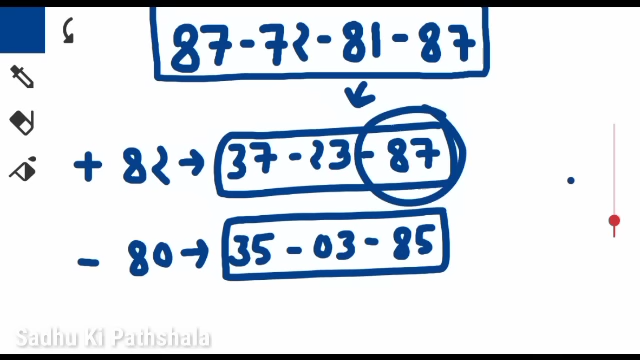 87-72-81-87
+ 82→ 37-23-87
- 80→ 35-03-85
Sadhu Ki Pathshala